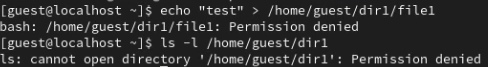 [guest@localhost ~]$ echo "test" > /home/guest/dir1/file1
bash: /home/guest/dir1/file1: Permission denied
[guest@localhost ~]$ ls -l /home/guest/dir1
ls: cannot open directory '/home/guest/dir1': Permission denied